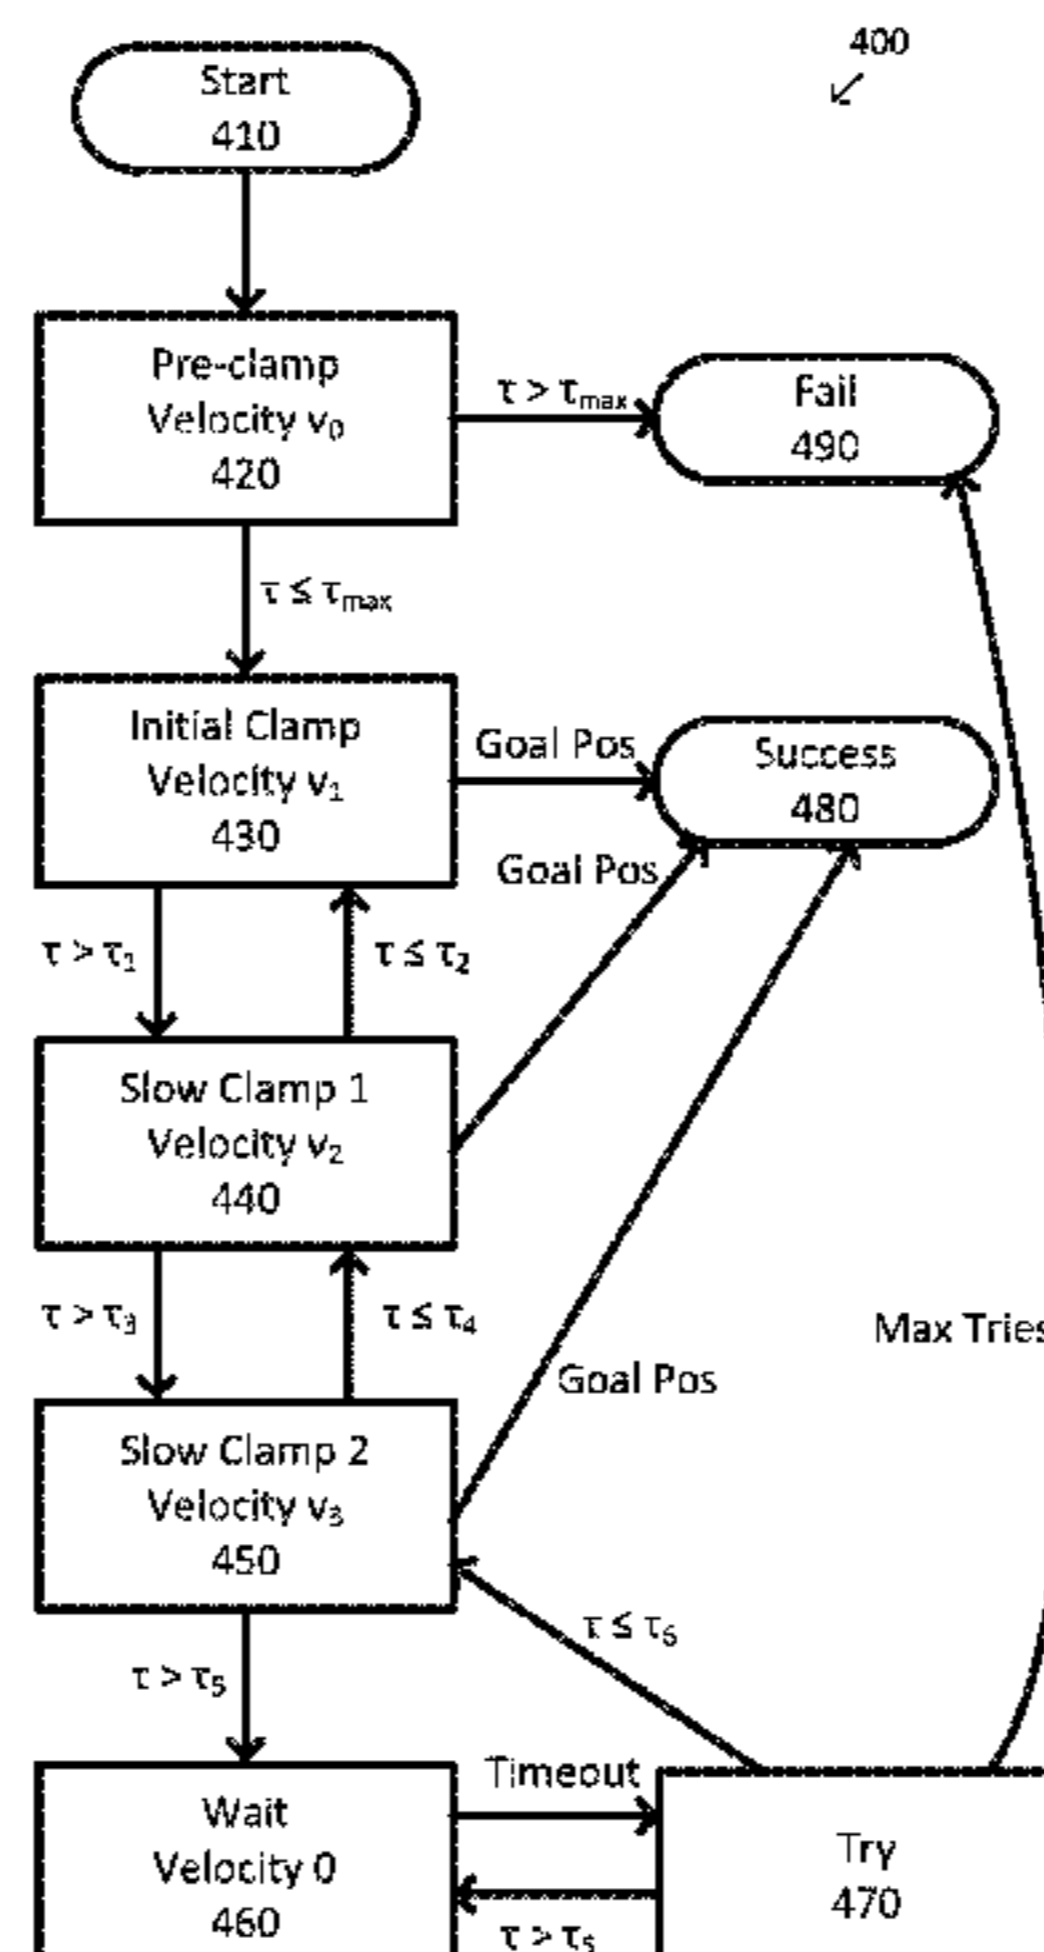 400
Start
410
Pre-clamp
Velocity v₀
420
τ > τmax
Fail
490
τ ≤ τmax
Initial Clamp
Velocity v₁
430
Goal Pos
Success
480
Goal Pos
τ > τ₁
τ ≤ τ₂
Slow Clamp 1
Velocity v₂
440
τ > τ₃
τ ≤ τ₄
Max Tries
Goal Pos
Slow Clamp 2
Velocity v₃
450
τ ≤ τ₆
τ > τ₅
Timeout
Wait
Velocity 0
460
Try
470
τ > τ₅